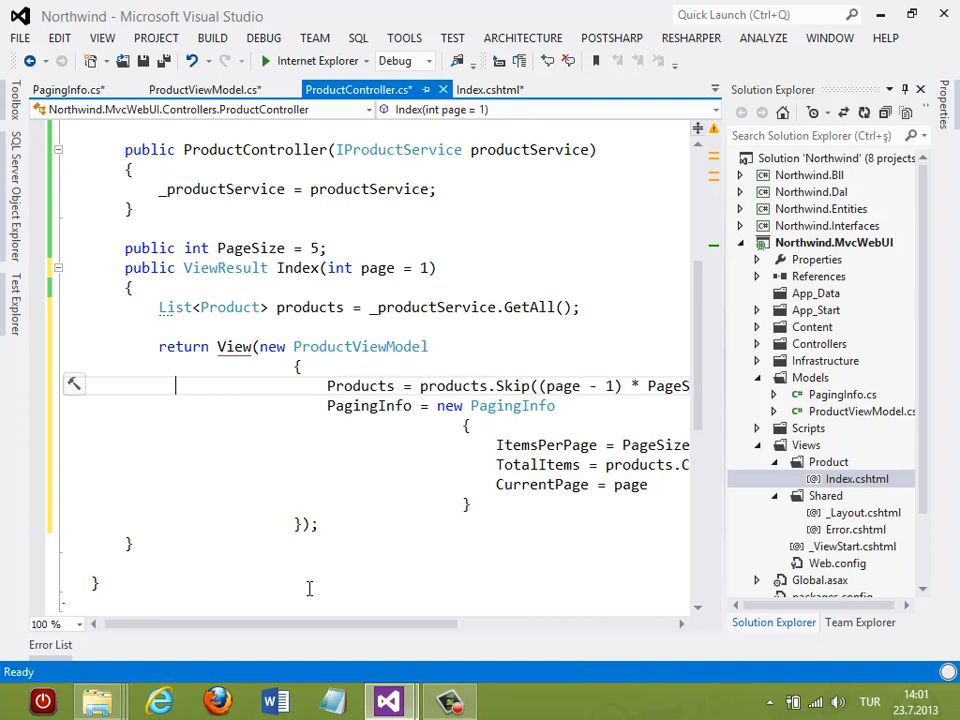 Northwind - Microsoft Visual Studio
Quick Launch (Ctrl+Q)
FILE EDIT VIEW PROJECT BUILD DEBUG TEAM SQL TOOLS TEST ARCHITECTURE POSTSHARP RESHARPER ANALYZE WINDOW HELP
Internet Explorer Debug
PagingInfo.cs* ProductViewModel.cs* ProductController.cs* Index.cshtml*
Northwind.MvcWebUI.Controllers.ProductController Index(int page = 1)
Toolbox
SQL Server Object Explorer
Test Explorer
public ProductController(IProductService productService)
{
_productService = productService;
}
public int PageSize = 5;
public ViewResult Index(int page = 1)
{
List<Product> products = _productService.GetAll();
return View(new ProductViewModel
{
Products = products.Skip((page - 1) * PageS
PagingInfo = new PagingInfo
{
ItemsPerPage = PageSize
TotalItems = products.C
CurrentPage = page
}
});
}
}
100 %
Error List
Solution Explorer
Search Solution Explorer (Ctrl+ş)
Solution 'Northwind' (8 projects
Northwind.Bll
Northwind.Dal
Northwind.Entities
Northwind.Interfaces
Northwind.MvcWebUI
Properties
References
App_Data
App_Start
Content
Controllers
Infrastructure
Models
PagingInfo.cs
ProductViewModel.cs
Scripts
Views
Product
Index.cshtml
Shared
_Layout.cshtml
Error.cshtml
_ViewStart.cshtml
Web.config
Global.asax
packages.config
Solution Explorer Team Explorer
Properties
Ready
TUR
14:01
23.7.2013